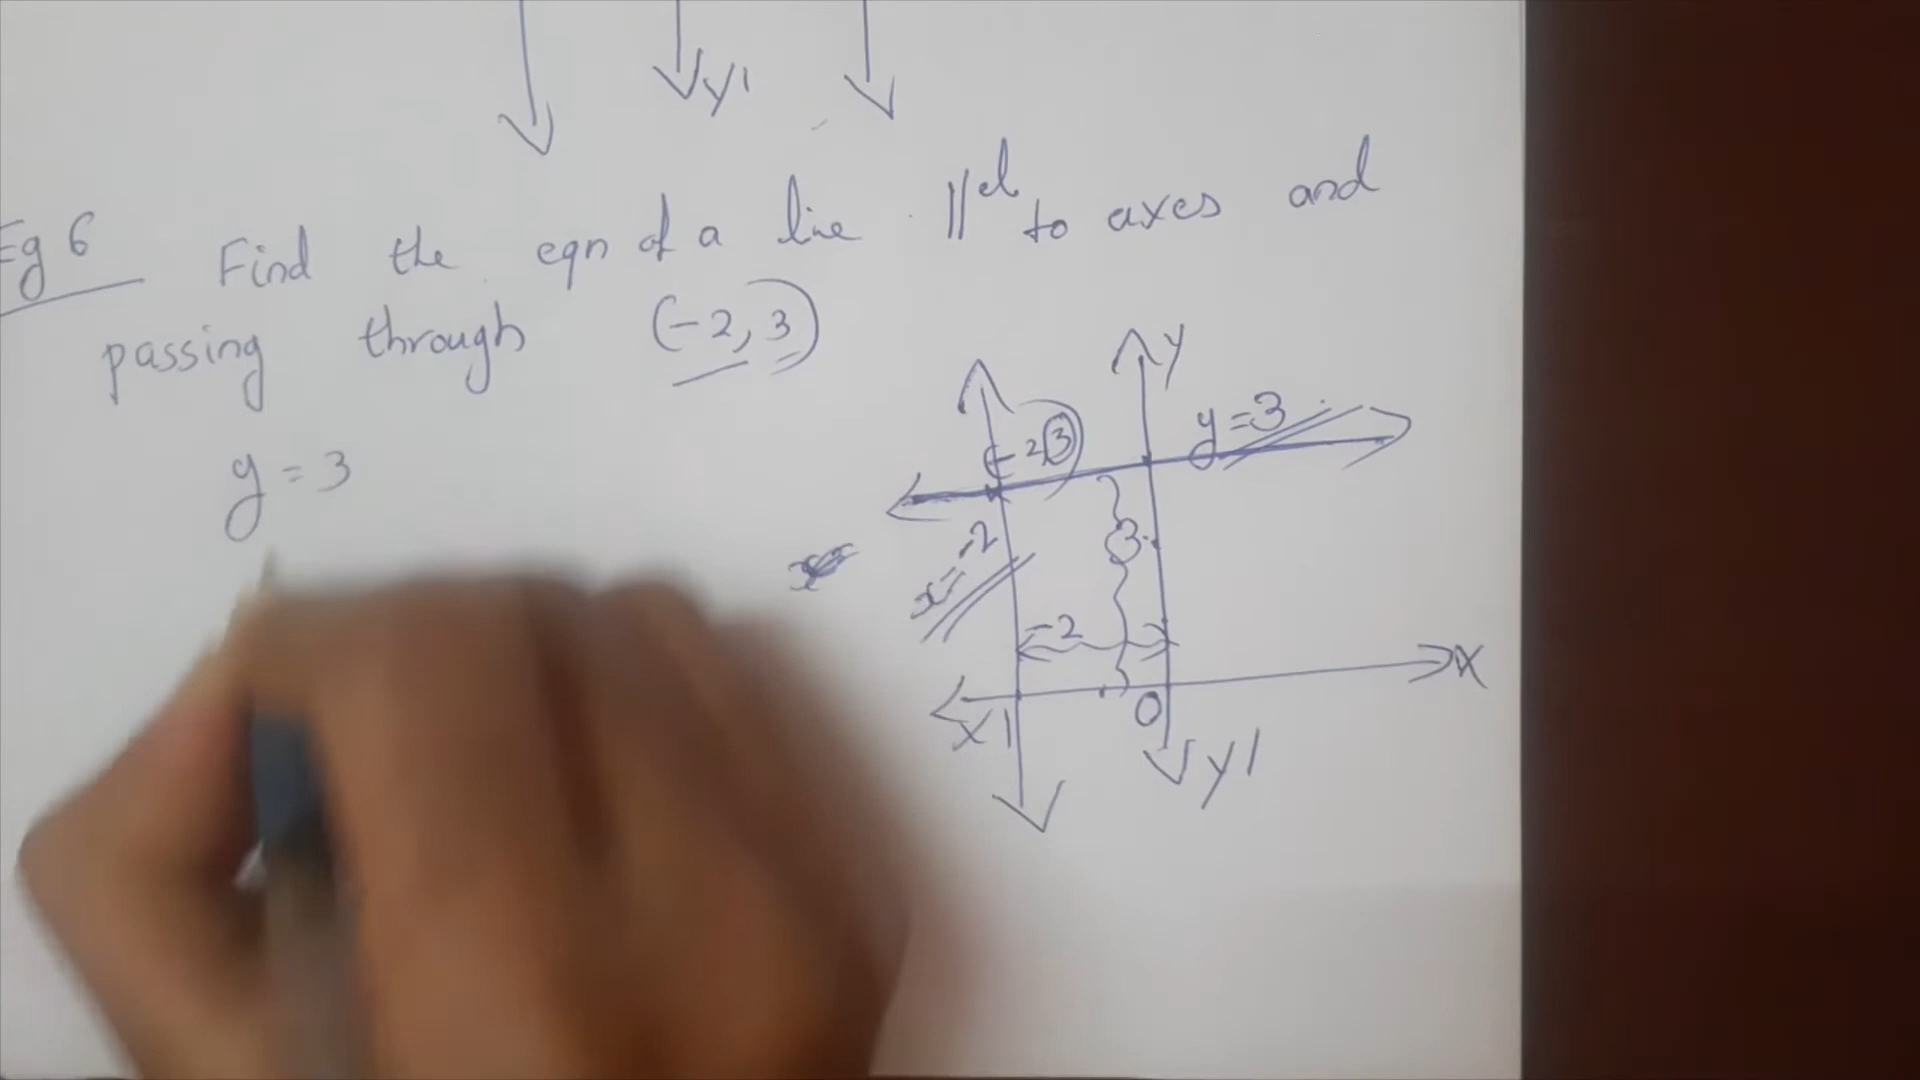 y'
Eg 6 Find the eqn of a line ||el to axes and
passing through (-2, 3)
y = 3
y
y = 3
(-2 3)
x = -2
3
-2
X
X'
O
y'